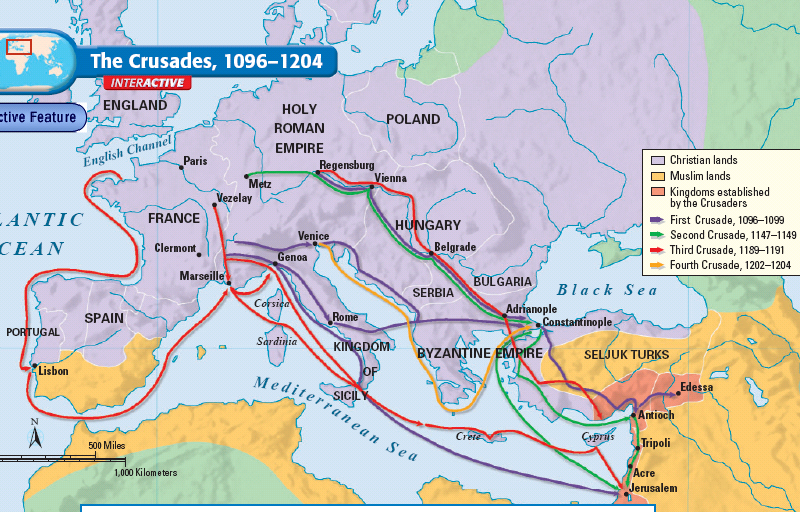 The Crusades, 1096–1204
INTERACTIVE
ctive Feature
ENGLAND
HOLY
ROMAN
EMPIRE
POLAND
English Channel
Paris
Metz
Regensburg
Vienna
Vezelay
LANTIC
CEAN
FRANCE
Clermont
Venice
HUNGARY
Genoa
Belgrade
Marseille
SERBIA
BULGARIA
Black Sea
Corsica
Adrianople
Constantinople
SPAIN
PORTUGAL
Rome
Sardinia
KINGDOM
OF
SICILY
BYZANTINE EMPIRE
SELJUK TURKS
Lisbon
Mediterranean Sea
Edessa
Antioch
Crete
Cyprus
Tripoli
Acre
Jerusalem
N
500 Miles
1,000 Kilometers
Christian lands
Muslim lands
Kingdoms established
by the Crusaders
First Crusade, 1096–1099
Second Crusade, 1147–1149
Third Crusade, 1189–1191
Fourth Crusade, 1202–1204